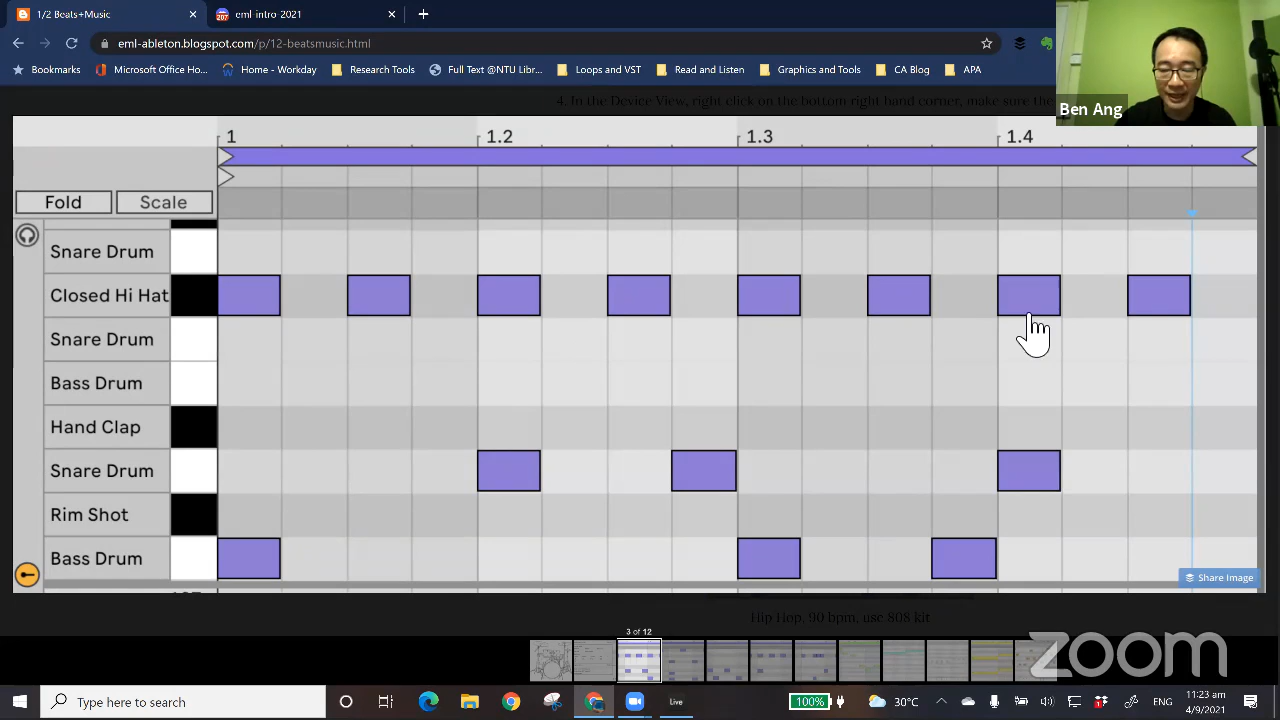 1/2 Beats+Music
207
eml intro 2021
eml-ableton.blogspot.com/p/12-beatsmusic.html
Bookmarks
Microsoft Office Ho...
Home - Workday
Research Tools
Full Text @NTU Libr...
Loops and VST
Read and Listen
Graphics and Tools
CA Blog
APA
Ben Ang
4. In the Device View, right click on the bottom right hand corner, make sure the
1
1.2
1.3
1.4
Fold
Scale
Snare Drum
Closed Hi Hat
Snare Drum
Bass Drum
Hand Clap
Snare Drum
Rim Shot
Bass Drum
Share Image
Hip Hop, 90 bpm, use 808 kit
3 of 12
zoom
Type here to search
Live
100%
30°C
ENG
11:23 am
4/9/2021